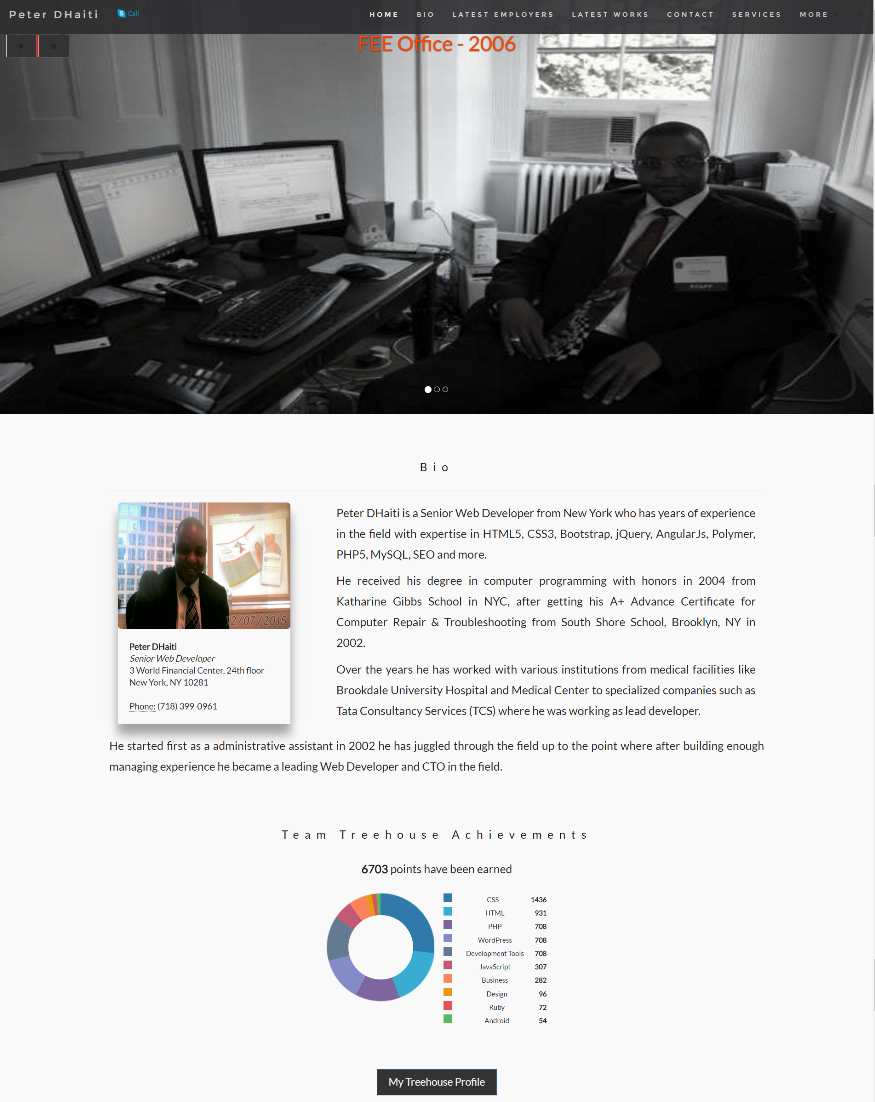 Peter DHaiti
Call
HOME BIO LATEST EMPLOYERS LATEST WORKS CONTACT SERVICES MORE
FEE Office - 2006
STAFF
Bio
12/07/2015
Peter DHaiti
Senior Web Developer
3 World Financial Center, 24th floor
New York, NY 10281
Phone: (718) 399-0961
Peter DHaiti is a Senior Web Developer from New York who has years of experience
in the field with expertise in HTML5, CSS3, Bootstrap, jQuery, AngularJs, Polymer,
PHP5, MySQL, SEO and more.
He received his degree in computer programming with honors in 2004 from
Katharine Gibbs School in NYC, after getting his A+ Advance Certificate for
Computer Repair & Troubleshooting from South Shore School, Brooklyn, NY in
2002.
Over the years he has worked with various institutions from medical facilities like
Brookdale University Hospital and Medical Center to specialized companies such as
Tata Consultancy Services (TCS) where he was working as lead developer.
He started first as a administrative assistant in 2002 he has juggled through the field up to the point where after building enough
managing experience he became a leading Web Developer and CTO in the field.
Team Treehouse Achievements
6703 points have been earned
CSS 1436
HTML 931
PHP 708
WordPress 708
Development Tools 708
JavaScript 307
Business 282
Design 96
Ruby 72
Android 54
My Treehouse Profile